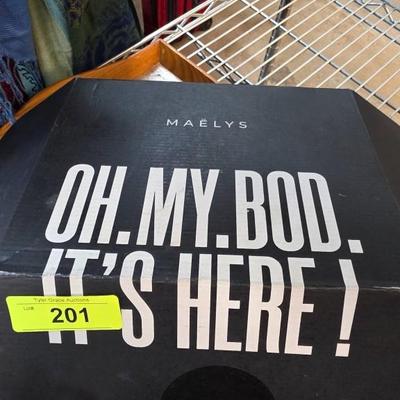 MAËLYS
OH.MY.BOD.
IT'S HERE!
Tyler Grace Auctions
Lot# 201